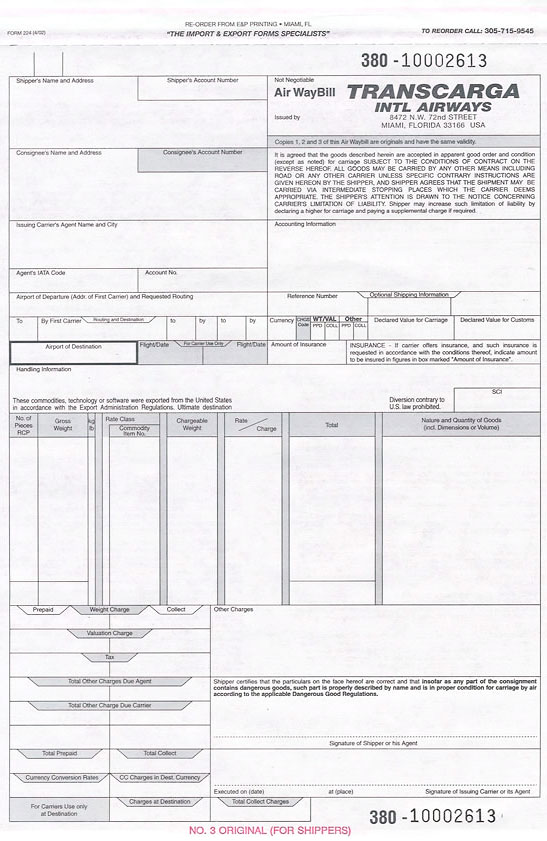 RE-ORDER FROM E&P PRINTING • MIAMI, FL
FORM 224 (4/02)
"THE IMPORT & EXPORT FORMS SPECIALISTS"
TO REORDER CALL: 305-715-9545
380 -10002613
Shipper's Name and Address
Shipper's Account Number
Not Negotiable
Air WayBill
Issued by
TRANSCARGA
INTL AIRWAYS
8472 N.W. 72nd STREET
MIAMI, FLORIDA 33166 USA
Copies 1, 2 and 3 of this Air Waybill are originals and have the same validity.
Consignee's Name and Address
Consignee's Account Number
It is agreed that the goods described herein are accepted in apparent good order and condition
(except as noted) for carriage SUBJECT TO THE CONDITIONS OF CONTRACT ON THE
REVERSE HEREOF. ALL GOODS MAY BE CARRIED BY ANY OTHER MEANS INCLUDING
ROAD OR ANY OTHER CARRIER UNLESS SPECIFIC CONTRARY INSTRUCTIONS ARE
GIVEN HEREON BY THE SHIPPER, AND SHIPPER AGREES THAT THE SHIPMENT MAY BE
CARRIED VIA INTERMEDIATE STOPPING PLACES WHICH THE CARRIER DEEMS
APPROPRIATE. THE SHIPPER'S ATTENTION IS DRAWN TO THE NOTICE CONCERNING
CARRIER'S LIMITATION OF LIABILITY. Shipper may increase such limitation of liability by
declaring a higher for carriage and paying a supplemental charge if required.
Issuing Carrier's Agent Name and City
Accounting Information
Agent's IATA Code
Account No.
Airport of Departure (Addr. of First Carrier) and Requested Routing
Reference Number
Optional Shipping Information
To
By First Carrier
Routing and Destination
to
by
to
by
Currency
CHGS Code
WT/VAL
PPD COLL
Other
PPD COLL
Declared Value for Carriage
Declared Value for Customs
Airport of Destination
Flight/Date
For Carrier Use Only
Flight/Date
Amount of Insurance
INSURANCE - If carrier offers insurance, and such insurance is
requested in accordance with the conditions thereof, indicate amount
to be insured in figures in box marked "Amount of Insurance".
Handling Information
SCI
These commodities, technology or software were exported from the United States
in accordance with the Export Administration Regulations. Ultimate destination
Diversion contrary to
U.S. law prohibited.
No. of
Pieces
RCP
Gross
Weight
kg
lb
Rate Class
Commodity
Item No.
Chargeable
Weight
Rate
Charge
Total
Nature and Quantity of Goods
(incl. Dimensions or Volume)
Prepaid
Weight Charge
Collect
Other Charges
Valuation Charge
Tax
Total Other Charges Due Agent
Shipper certifies that the particulars on the face hereof are correct and that insofar as any part of the consignment
contains dangerous goods, such part is properly described by name and is in proper condition for carriage by air
according to the applicable Dangerous Good Regulations.
Total Other Charge Due Carrier
Signature of Shipper or his Agent
Total Prepaid
Total Collect
Currency Conversion Rates
CC Charges in Dest. Currency
Executed on (date)
at (place)
Signature of Issuing Carrier or its Agent
For Carriers Use only
at Destination
Charges at Destination
Total Collect Charges
380 -10002613
NO. 3 ORIGINAL (FOR SHIPPERS)